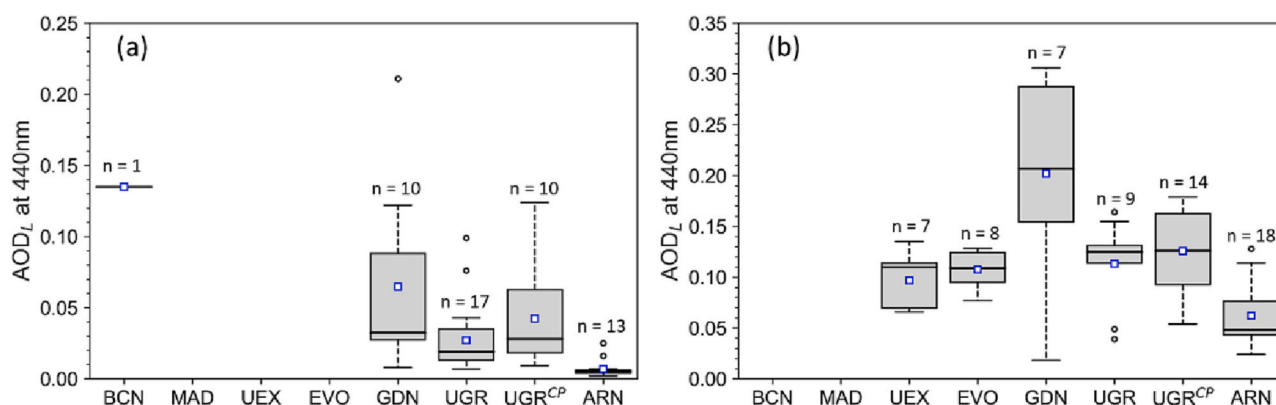 (a)
AOD_L at 440nm
0.25
0.20
0.15
0.10
0.05
0.00
n = 1
n = 10
n = 17
n = 10
n = 13
BCN MAD UEX EVO GDN UGR UGR^CP ARN
(b)
AOD_L at 440nm
0.35
0.30
0.25
0.20
0.15
0.10
0.05
0.00
n = 7
n = 8
n = 7
n = 9
n = 14
n = 18
BCN MAD UEX EVO GDN UGR UGR^CP ARN